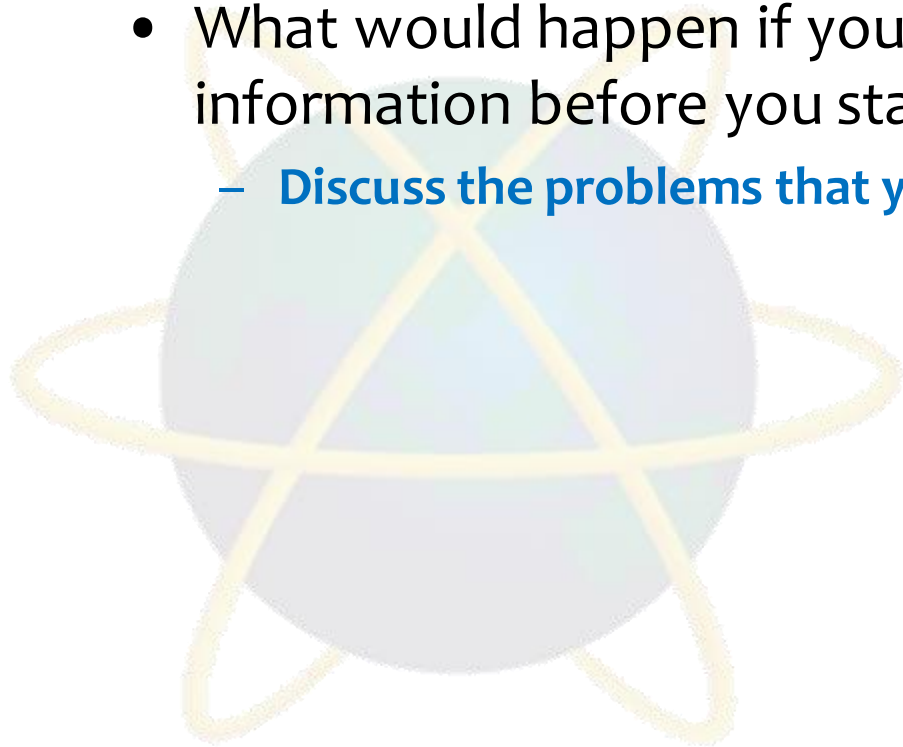 • What would happen if you
information before you sta
– Discuss the problems that y